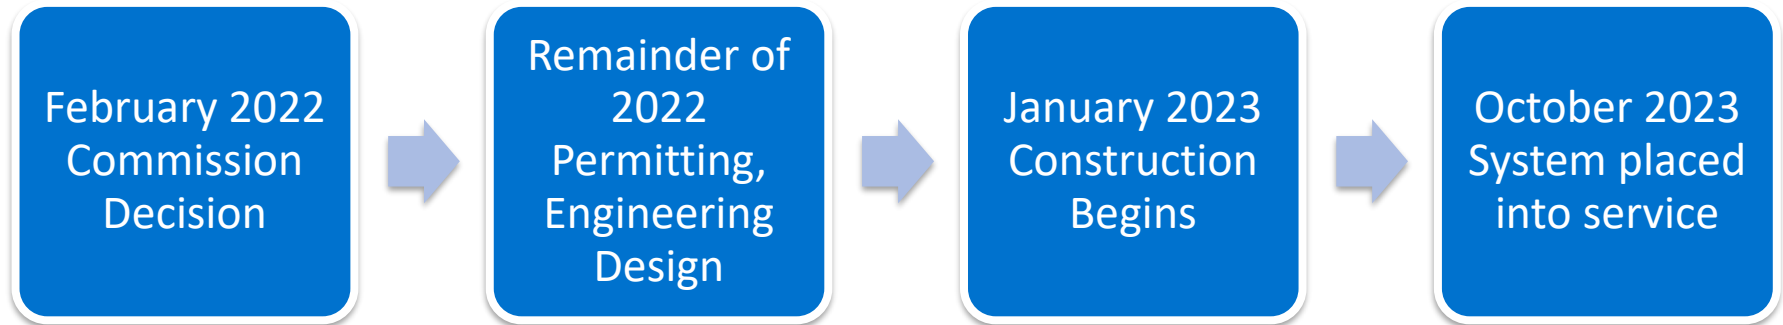 February 2022
Commission
Decision
Remainder of
2022
Permitting,
Engineering
Design
January 2023
Construction
Begins
October 2023
System placed
into service